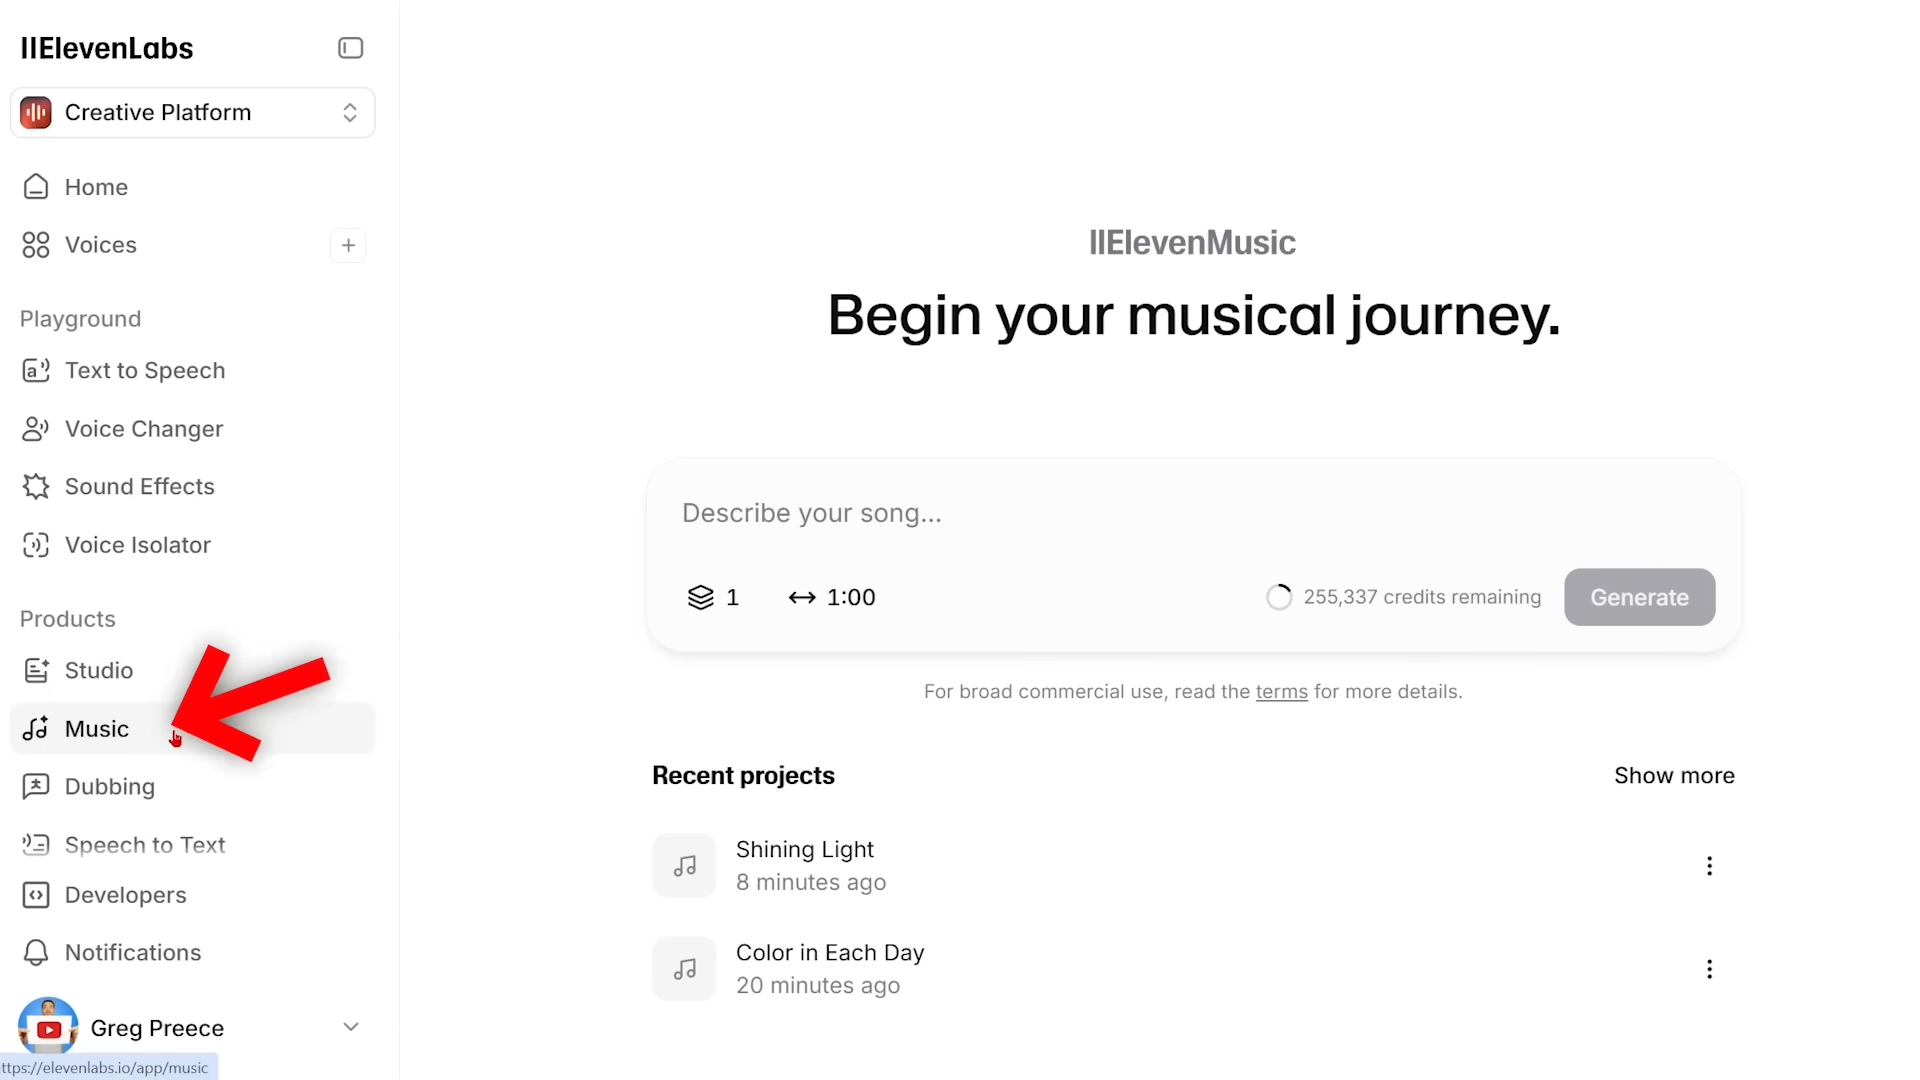 IIElevenLabs
Creative Platform
Home
Voices
Playground
Text to Speech
Voice Changer
Sound Effects
Voice Isolator
Products
Studio
Music
Dubbing
Speech to Text
Developers
Notifications
Greg Preece
ttps://elevenlabs.io/app/music
IIElevenMusic
Begin your musical journey.
Describe your song...
1
1:00
255,337 credits remaining
Generate
For broad commercial use, read the terms for more details.
Recent projects
Show more
Shining Light
8 minutes ago
Color in Each Day
20 minutes ago